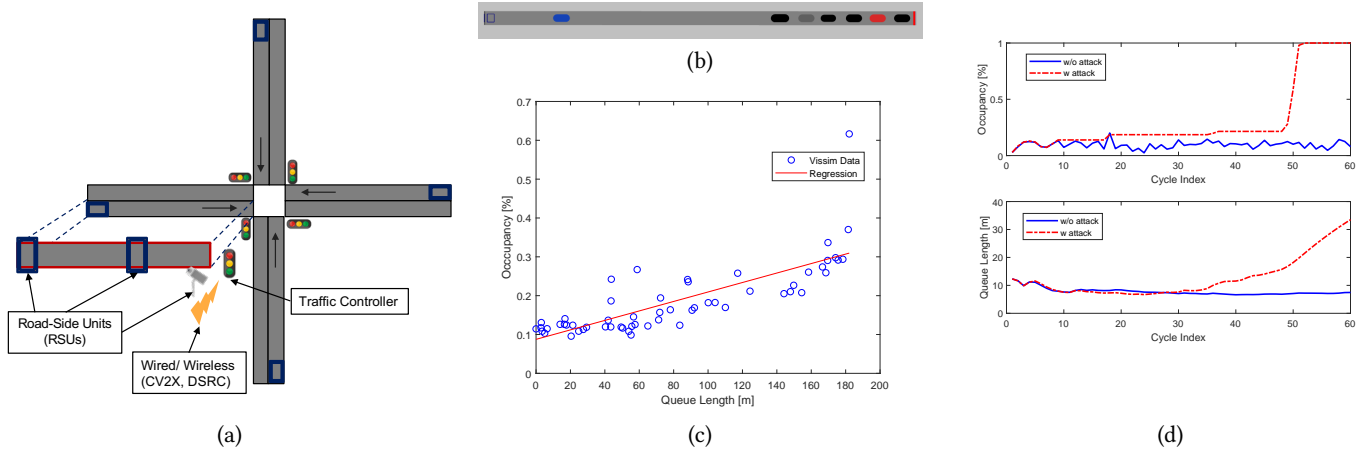 Road-Side Units
(RSUs)
Wired/ Wireless
(CV2X, DSRC)
Traffic Controller
(a)
(b)
0.7
0.6
0.5
0.4
0.3
0.2
0.1
0
Occcupancy [%]
Vissim Data
Regression
0 20 40 60 80 100 120 140 160 180 200
Queue Length [m]
(c)
1
0.5
0
Occupancy [%]
w/o attack
w attack
0 10 20 30 40 50 60
Cycle Index
40
30
20
10
0
Queue Length [m]
w/o attack
w attack
0 10 20 30 40 50 60
Cycle Index
(d)